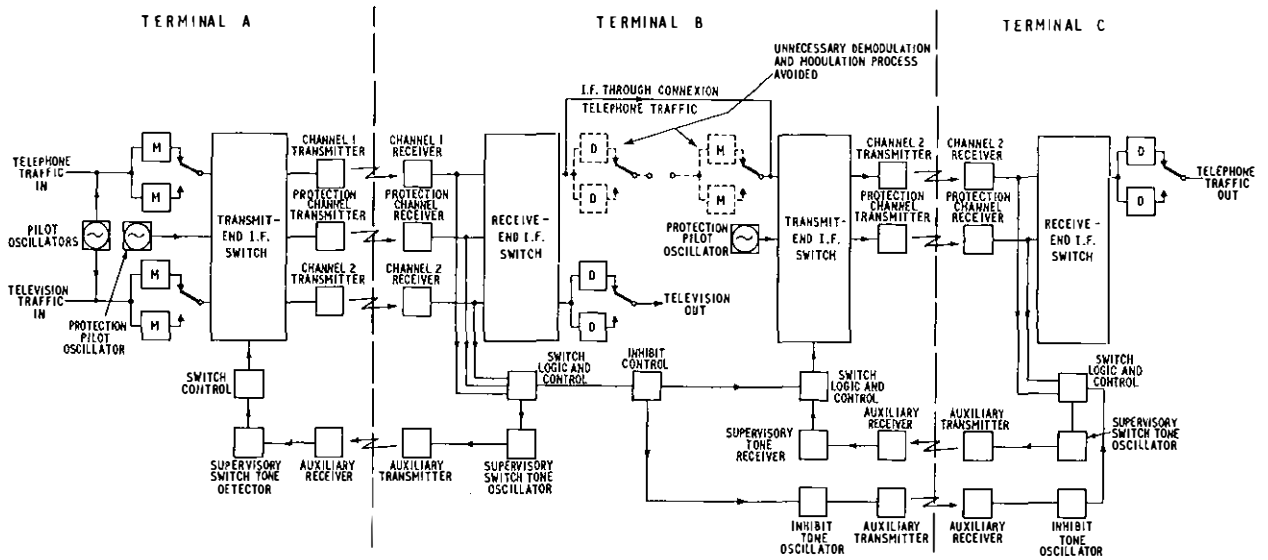 TERMINAL A
TERMINAL B
TERMINAL C
UNNECESSARY DEMODULATION
AND MODULATION PROCESS
AVOIDED
I.F. THROUGH CONNEXION
TELEPHONE TRAFFIC
TELEPHONE
TRAFFIC
IN
M
M
PILOT
OSCILLATORS
TELEVISION
TRAFFIC
IN
M
M
PROTECTION
PILOT
OSCILLATOR
TRANSMIT-
END I.F.
SWITCH
CHANNEL 1
TRANSMITTER
PROTECTION
CHANNEL
TRANSMITTER
CHANNEL 2
TRANSMITTER
CHANNEL 1
RECEIVER
PROTECTION
CHANNEL
RECEIVER
CHANNEL 2
RECEIVER
RECEIVE-
END I.F.
SWITCH
D
D
M
M
D
D
TELEVISION
OUT
PROTECTION
PILOT
OSCILLATOR
TRANSMIT-
END I.F.
SWITCH
CHANNEL 2
TRANSMITTER
PROTECTION
CHANNEL
TRANSMITTER
CHANNEL 2
RECEIVER
PROTECTION
CHANNEL
RECEIVER
RECEIVE-
END I.F.
SWITCH
D
D
TELEPHONE
TRAFFIC
OUT
SWITCH
CONTROL
SWITCH
LOGIC AND
CONTROL
INHIBIT
CONTROL
SWITCH
LOGIC AND
CONTROL
SWITCH
LOGIC AND
CONTROL
SUPERVISORY
SWITCH TONE
DETECTOR
AUXILIARY
RECEIVER
AUXILIARY
TRANSMITTER
SUPERVISORY
SWITCH TONE
OSCILLATOR
SUPERVISORY
TONE
RECEIVER
AUXILIARY
RECEIVER
AUXILIARY
TRANSMITTER
SUPERVISORY
SWITCH TONE
OSCILLATOR
INHIBIT
TONE
OSCILLATOR
AUXILIARY
TRANSMITTER
AUXILIARY
RECEIVER
INHIBIT
TONE
OSCILLATOR